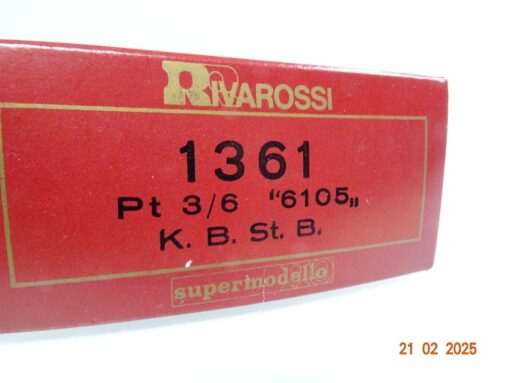 RIVAROSSI
1361
Pt 3/6 “6105„
K. B. St. B.
supermodello
21 02 2025